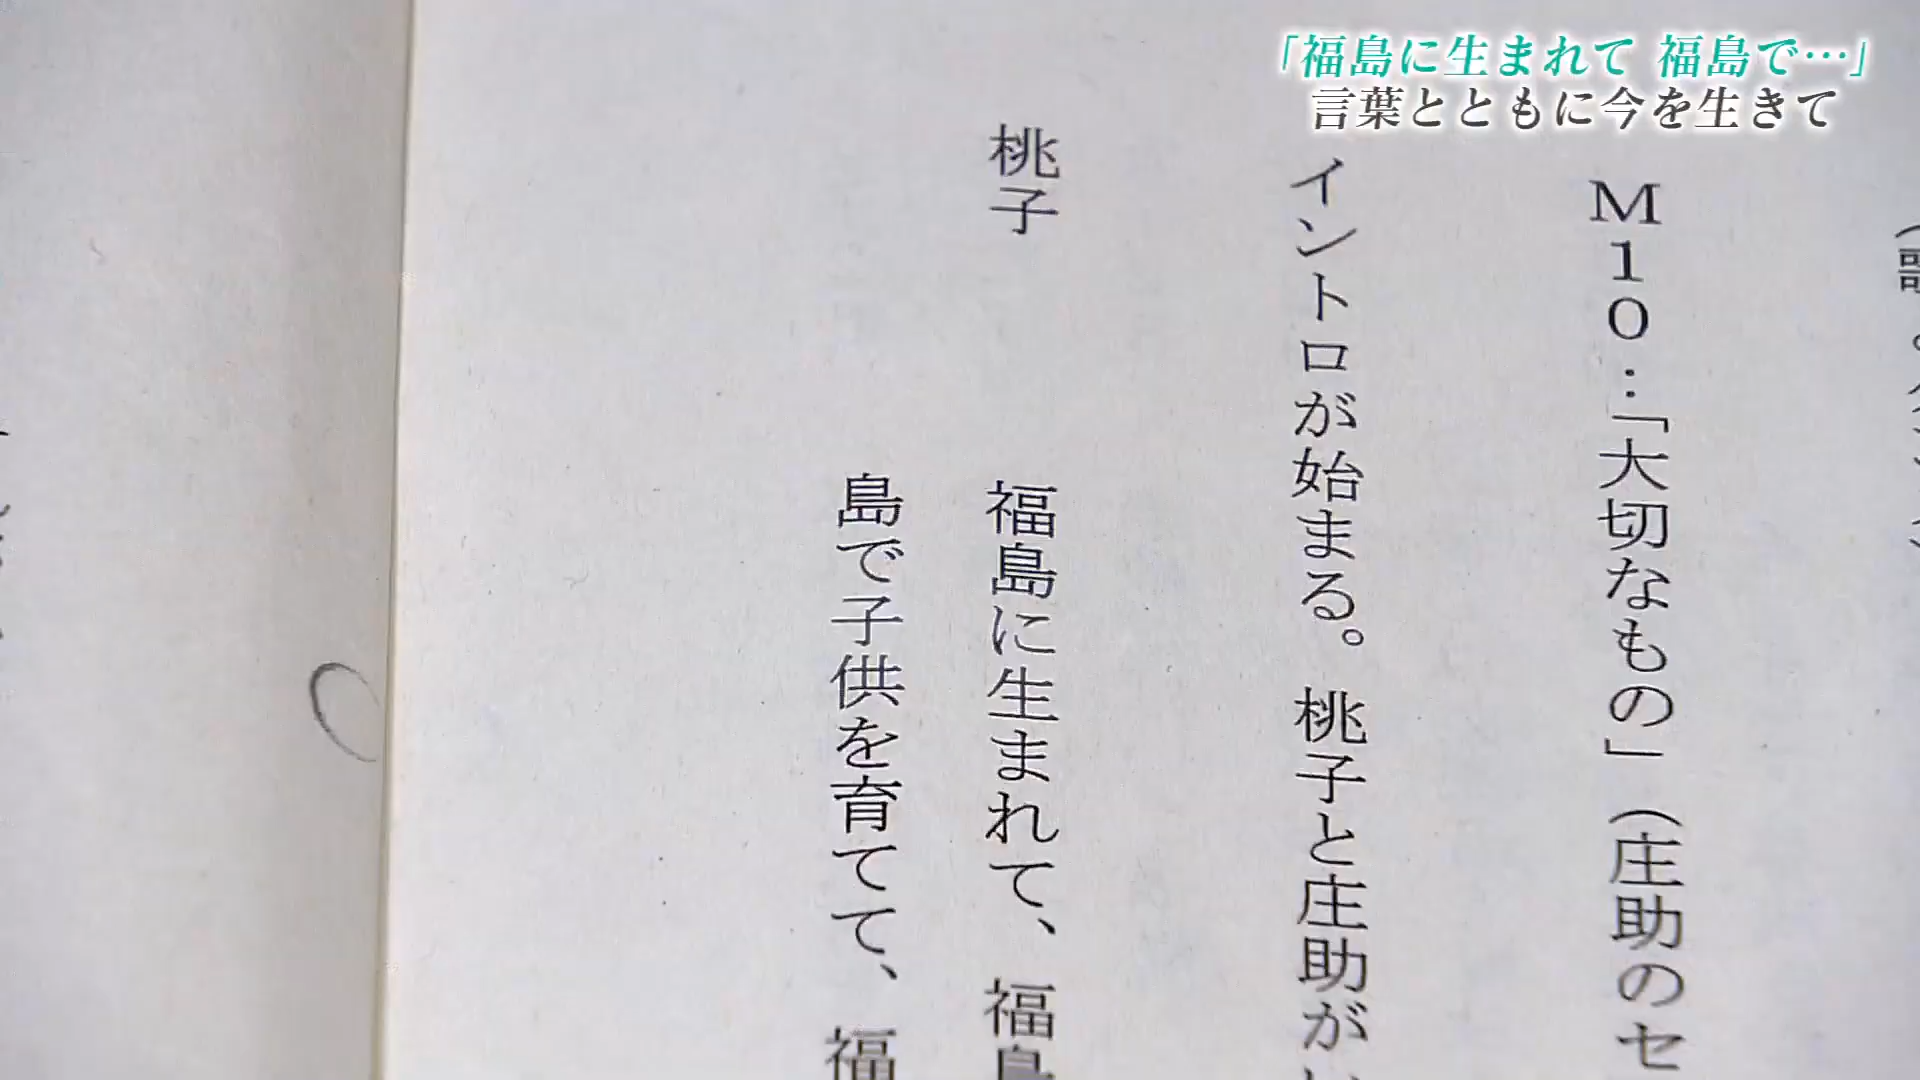 「福島に生まれて 福島で…」
言葉とともに今を生きて
M10:「大切なもの」(庄助のセ
イントロが始まる。桃子と庄助が
桃子 福島に生まれて、福島
島で子供を育てて、福